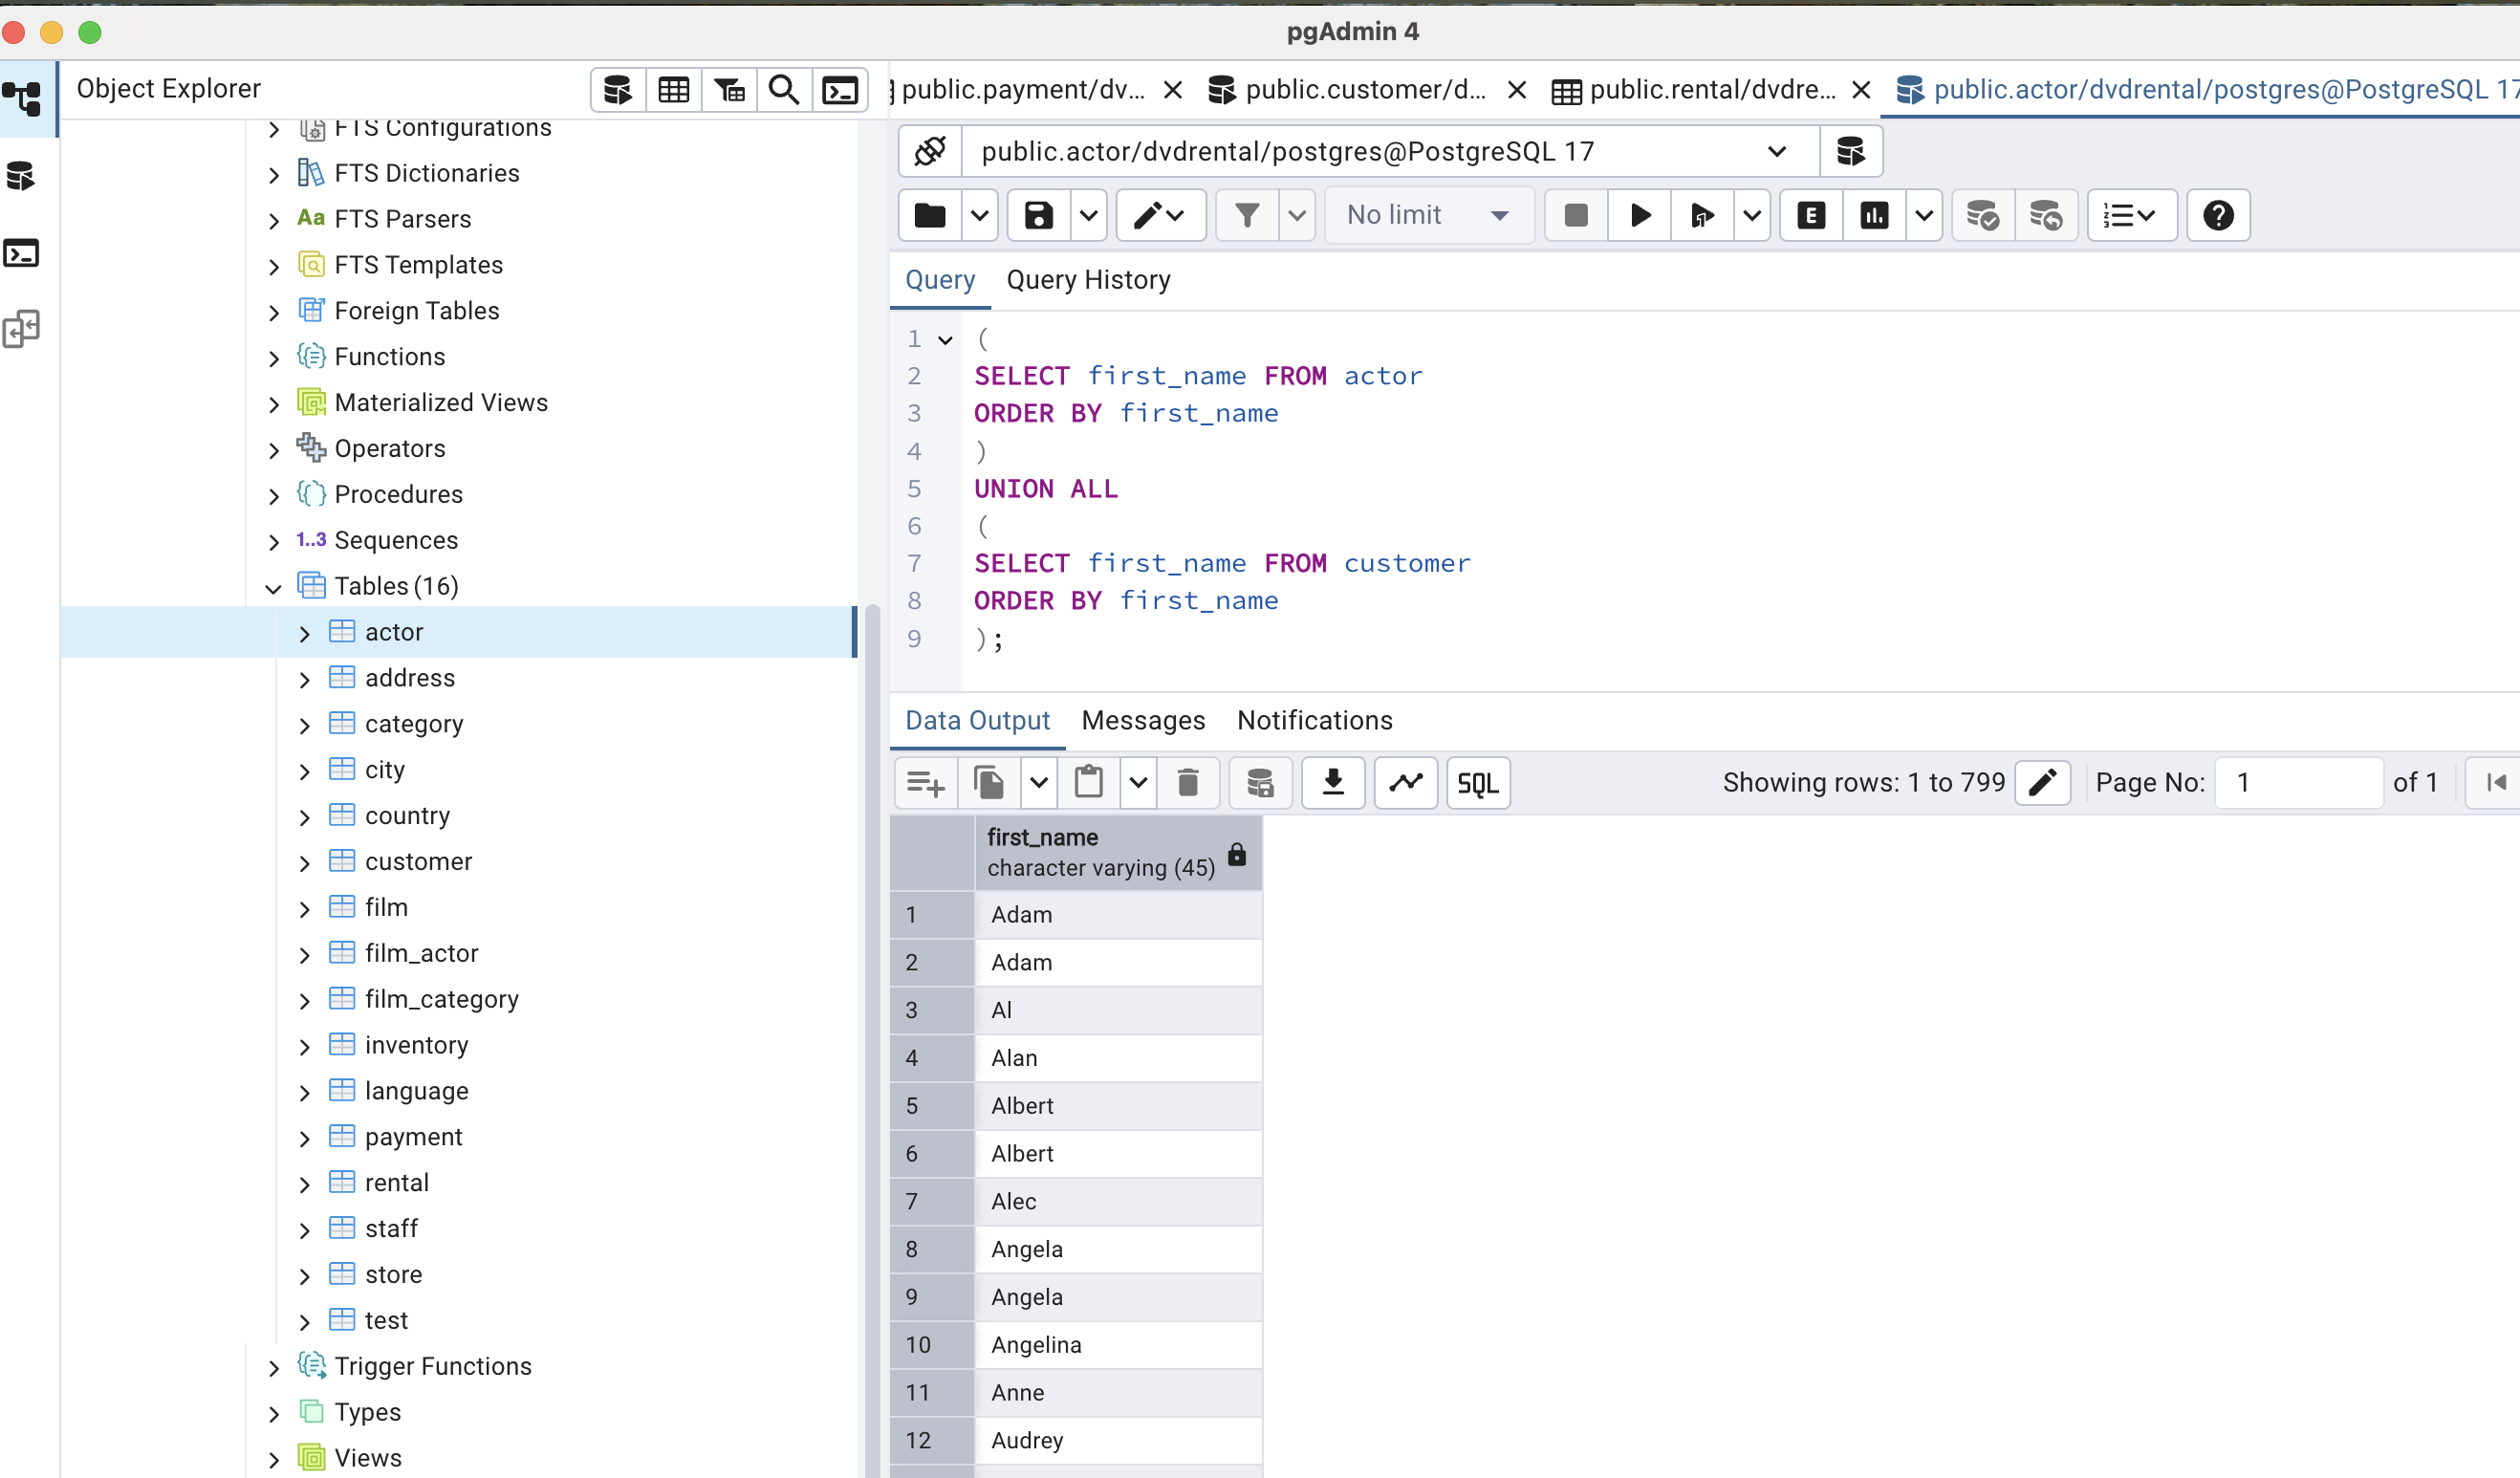 pgAdmin 4
Object Explorer
FTS Configurations
FTS Dictionaries
Aa FTS Parsers
FTS Templates
Foreign Tables
Functions
Materialized Views
Operators
Procedures
1..3 Sequences
Tables (16)
actor
address
category
city
country
customer
film
film_actor
film_category
inventory
language
payment
rental
staff
store
test
Trigger Functions
Types
Views
public.payment/dv... public.customer/d... public.rental/dvdre... public.actor/dvdrental/postgres@PostgreSQL 17
public.actor/dvdrental/postgres@PostgreSQL 17
No limit E
Query Query History
1 (
2 SELECT first_name FROM actor
3 ORDER BY first_name
4 )
5 UNION ALL
6 (
7 SELECT first_name FROM customer
8 ORDER BY first_name
9 );
Data Output Messages Notifications
SQL Showing rows: 1 to 799 Page No: 1 of 1
first_name
character varying (45)
1 Adam
2 Adam
3 Al
4 Alan
5 Albert
6 Albert
7 Alec
8 Angela
9 Angela
10 Angelina
11 Anne
12 Audrey